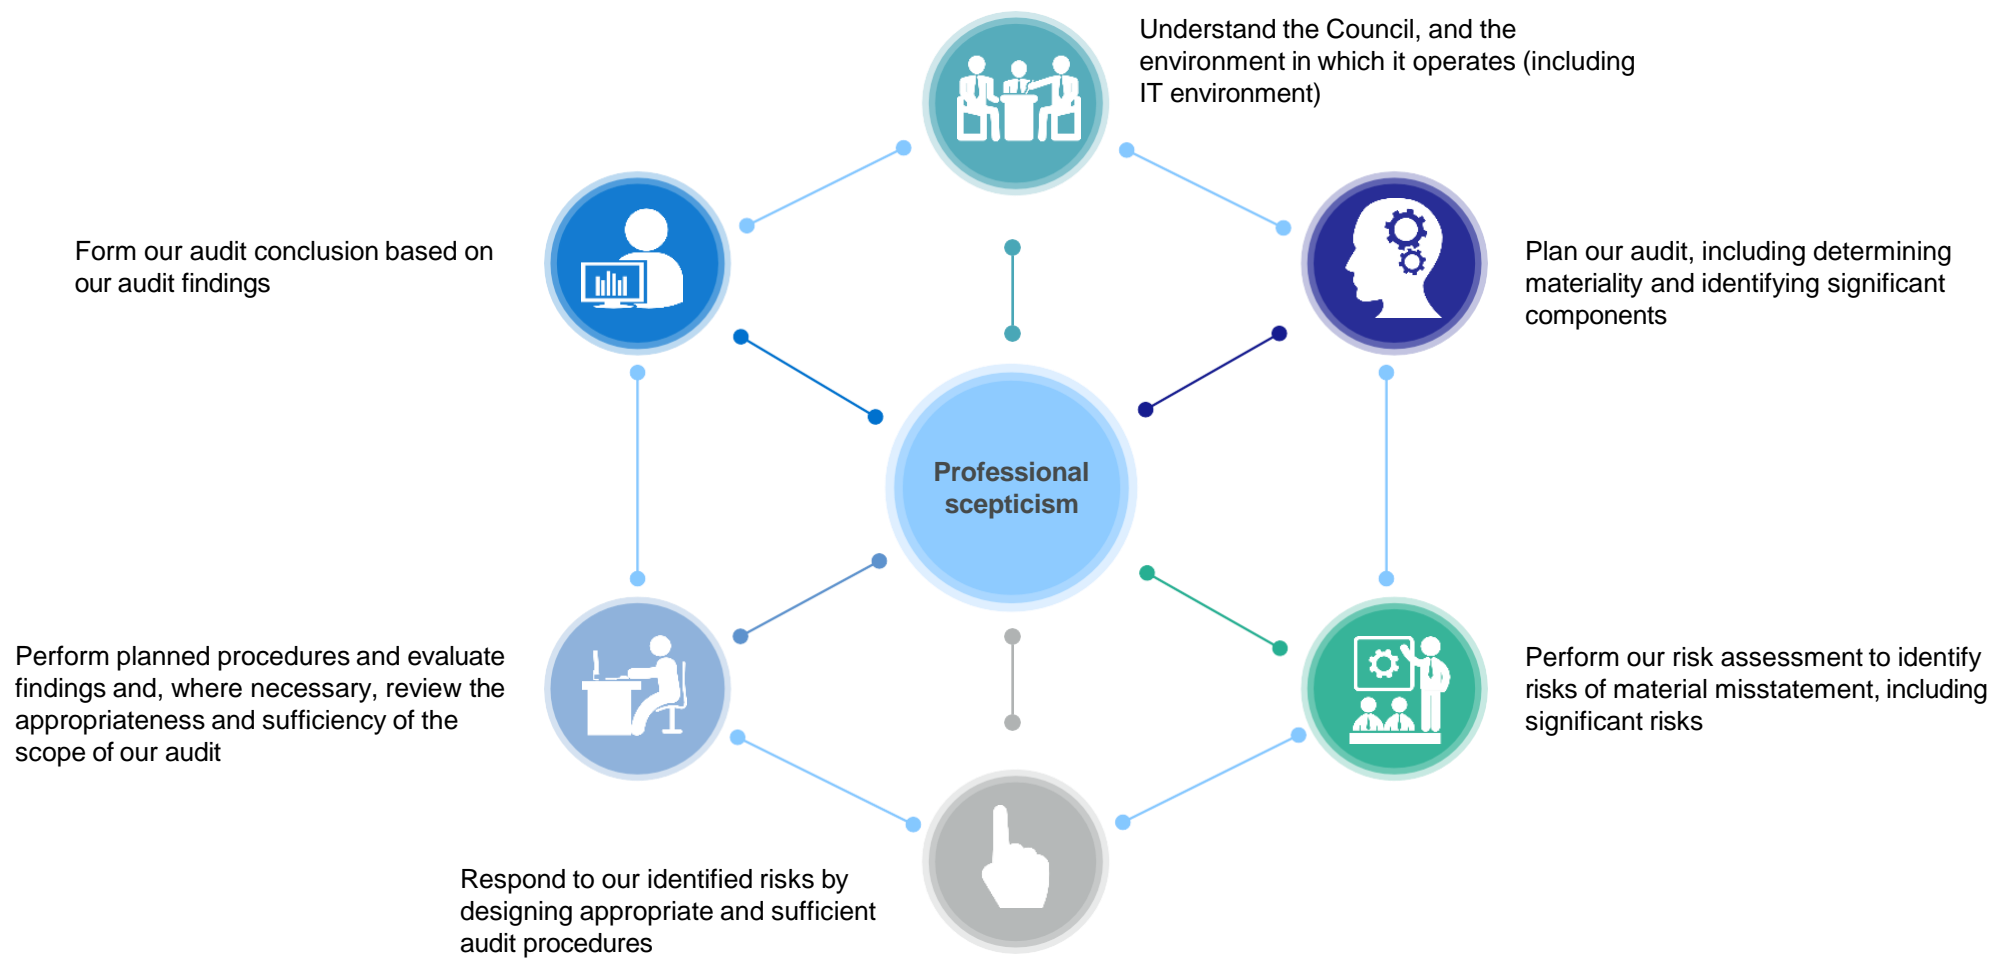 Understand the Council, and the
environment in which it operates (including
IT environment)
Plan our audit, including determining
materiality and identifying significant
components
Perform our risk assessment to identify
risks of material misstatement, including
significant risks
Respond to our identified risks by
designing appropriate and sufficient
audit procedures
Perform planned procedures and evaluate
findings and, where necessary, review the
appropriateness and sufficiency of the
scope of our audit
Form our audit conclusion based on
our audit findings
Professional
scepticism